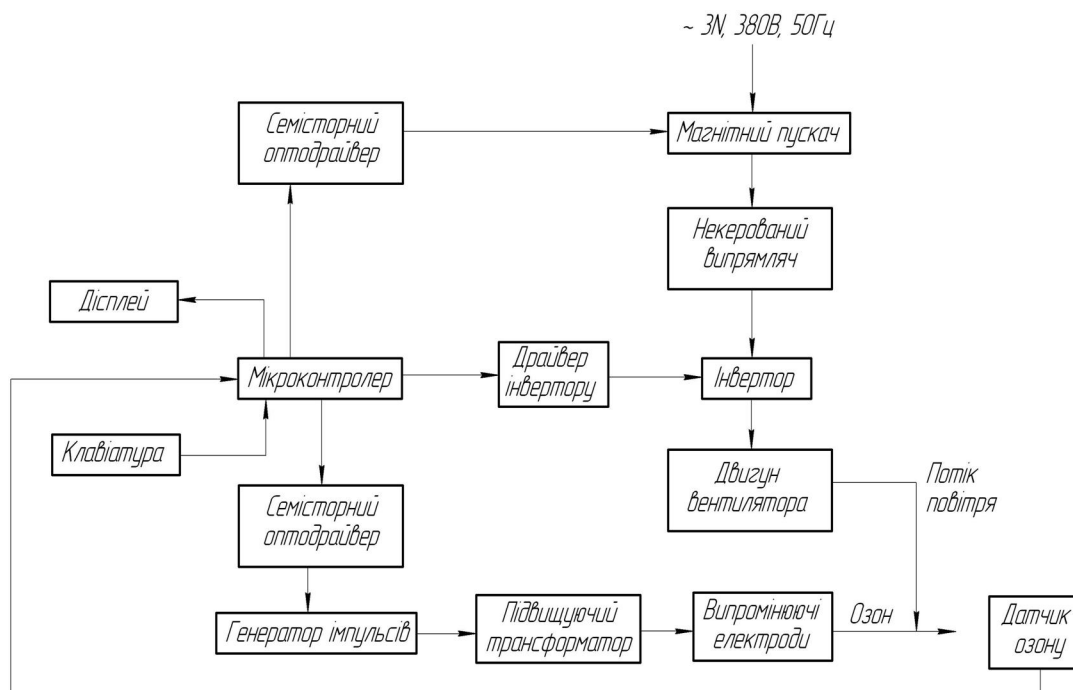 ~ 3N, 380В, 50Гц
Семісторний
оптодрайвер
Магнітний пускач
Некерований
випрямляч
Дісплей
Мікроконтролер
Драйвер
інвертору
Інвертор
Клавіатура
Двигун
вентилятора
Потік
повітря
Семісторний
оптодрайвер
Генератор імпульсів
Підвищуючий
трансформатор
Випромінюючі
електроди
Озон
Датчик
озону